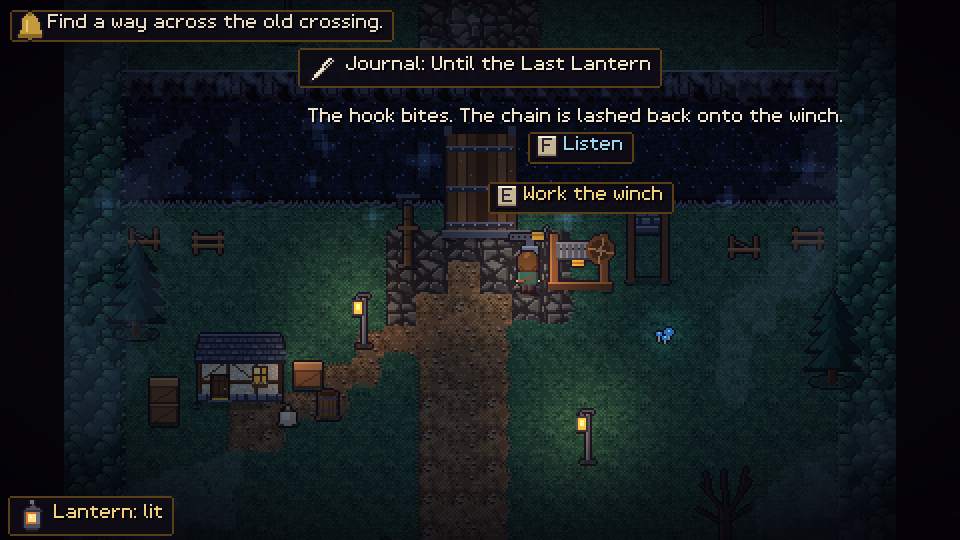 Find a way across the old crossing.
Journal: Until the Last Lantern
The hook bites. The chain is lashed back onto the winch.
F Listen
E Work the winch
Lantern: lit